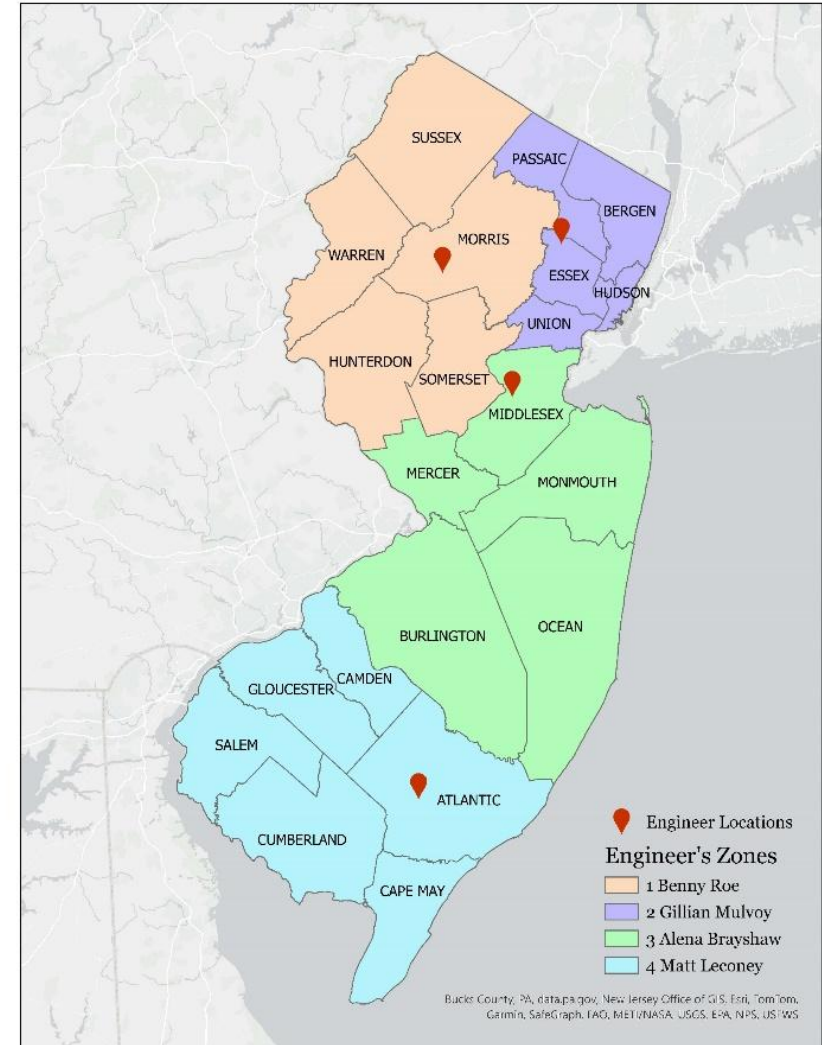 SUSSEX
PASSAIC
BERGEN
WARREN
MORRIS
ESSEX
HUDSON
UNION
HUNTERDON
SOMERSET
MIDDLESEX
MERCER
MONMOUTH
BURLINGTON
OCEAN
CAMDEN
GLOUCESTER
SALEM
ATLANTIC
CUMBERLAND
CAPE MAY
Engineer Locations
Engineer's Zones
1 Benny Roe
2 Gillian Mulvoy
3 Alena Brayshaw
4 Matt Leconey
Bucks County, PA, data.pa.gov, New Jersey Office of GIS, Esri, TomTom,
Garmin, SafeGraph, FAO, METI/NASA, USGS, EPA, NPS, USFWS